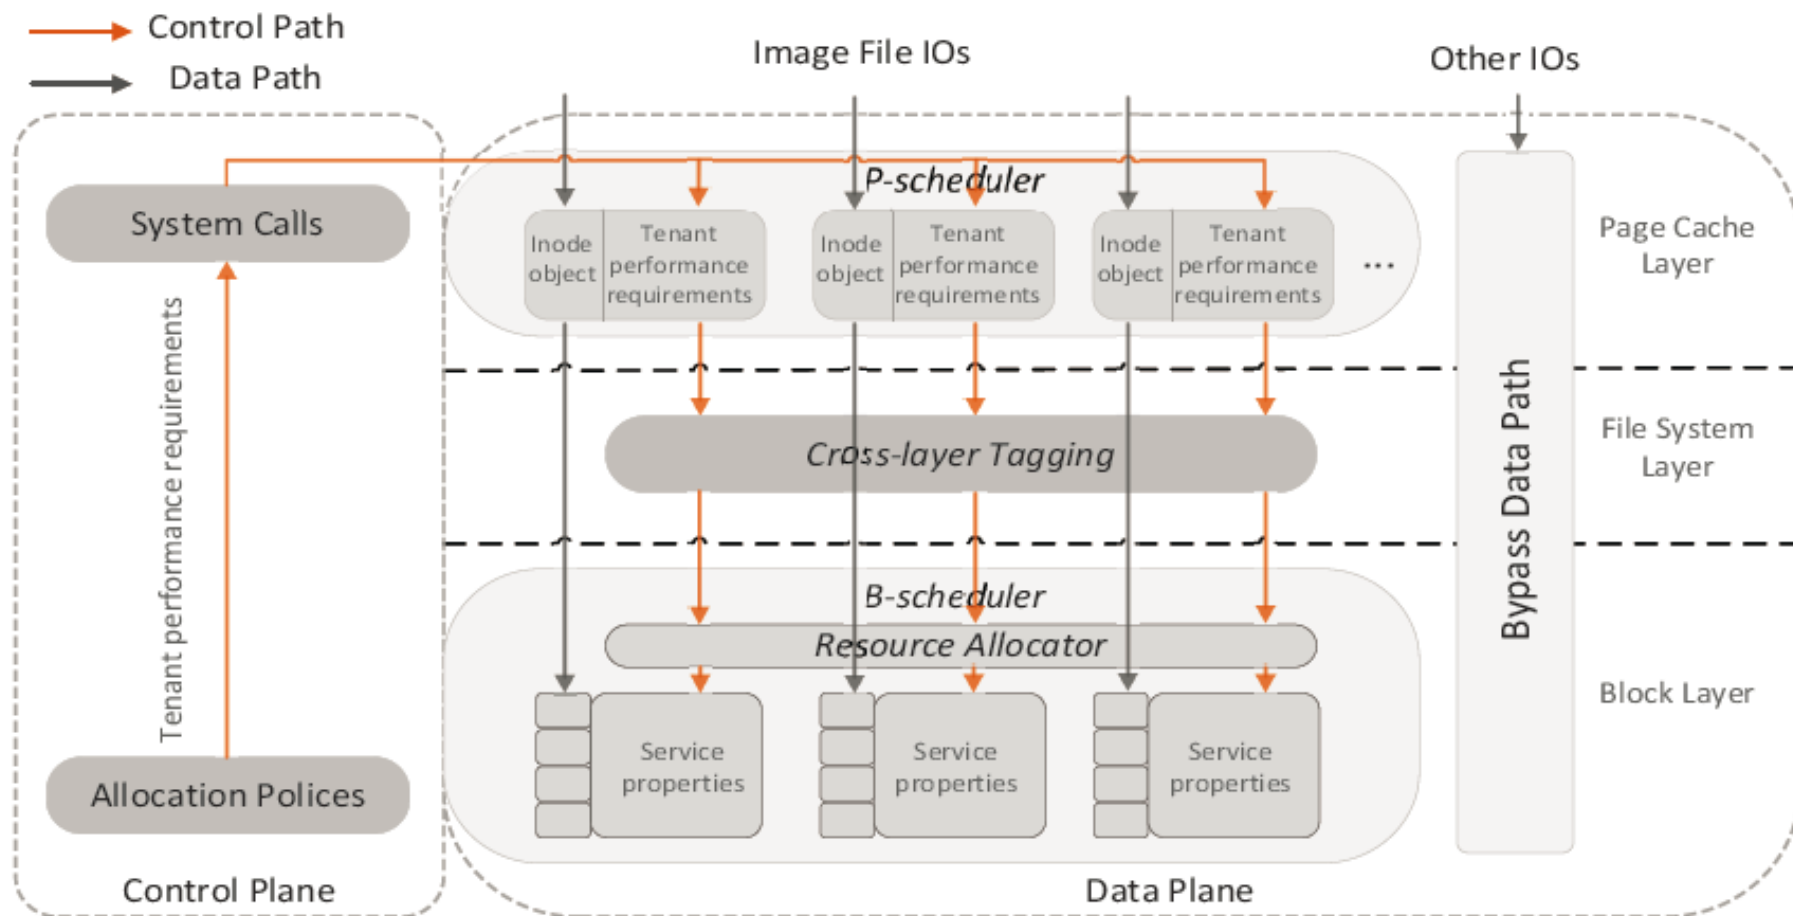 Control Path
Data Path
Image File IOs
Other IOs
System Calls
Tenant performance requirements
Allocation Polices
Control Plane
P-scheduler
Inode
object
Tenant
performance
requirements
Inode
object
Tenant
performance
requirements
Inode
object
Tenant
performance
requirements
...
Page Cache
Layer
Cross-layer Tagging
File System
Layer
Bypass Data Path
B-scheduler
Resource Allocator
Service
properties
Service
properties
Service
properties
Block Layer
Data Plane